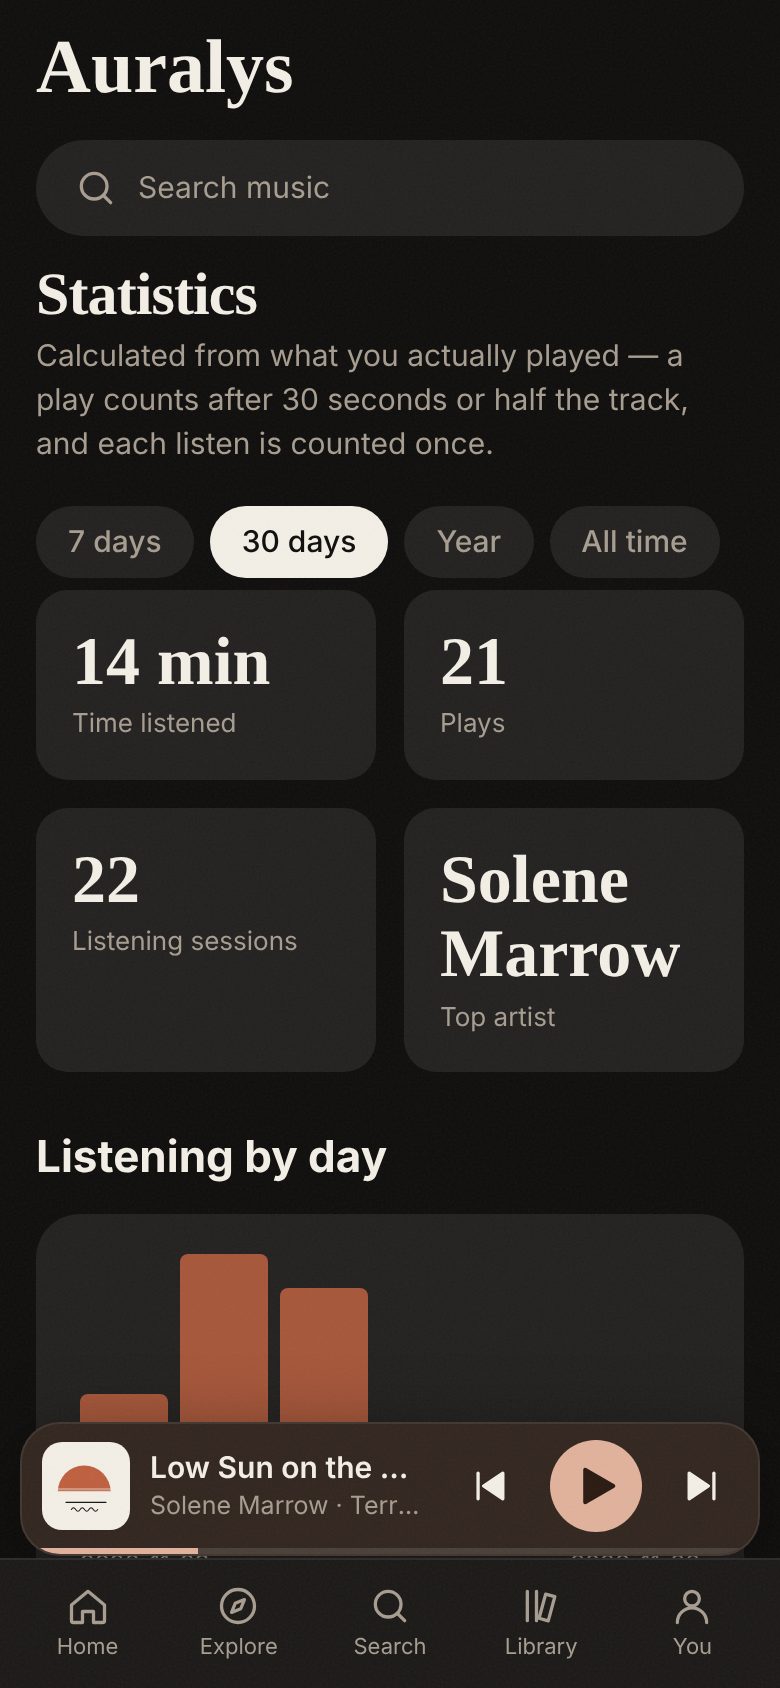 Auralys
Search music
Statistics
Calculated from what you actually played — a
play counts after 30 seconds or half the track,
and each listen is counted once.
7 days
30 days
Year
All time
14 min
Time listened
21
Plays
22
Listening sessions
Solene
Marrow
Top artist
Listening by day
Low Sun on the ...
Solene Marrow · Terr...
Home
Explore
Search
Library
You